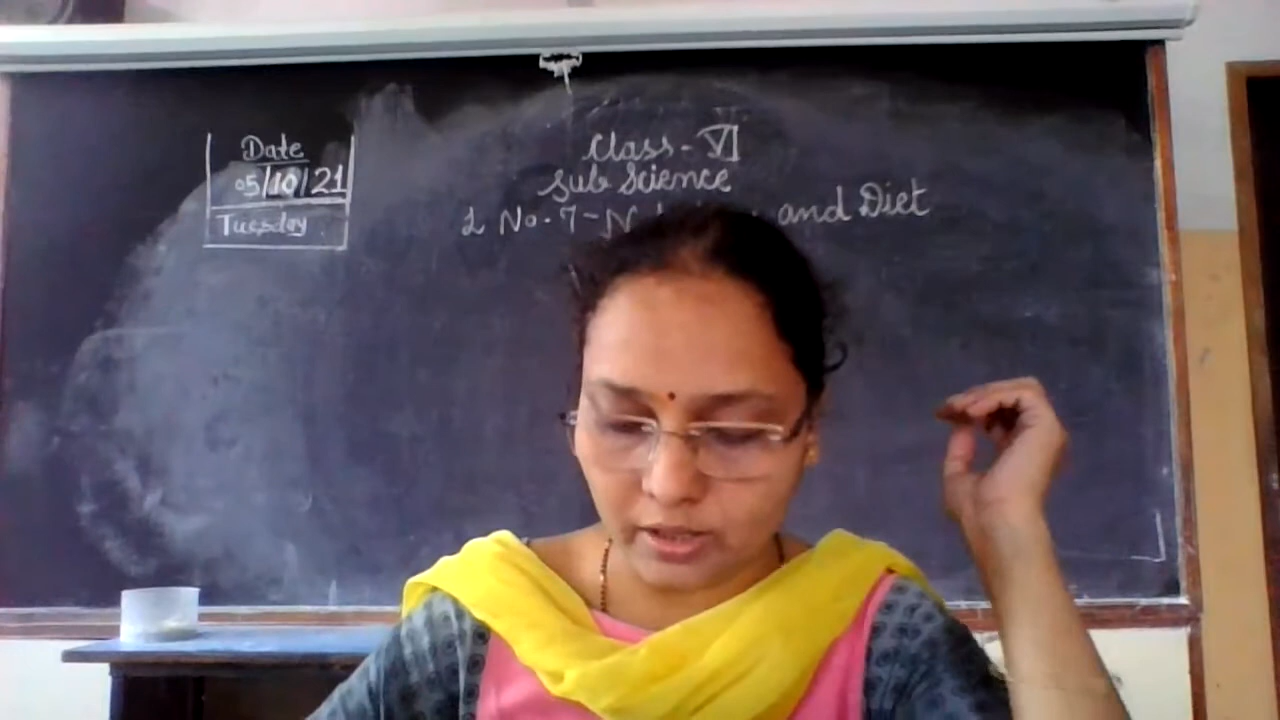 Date
05/10/21
Tuesday
Class - VI
Sub Science
L No. 7 - and Diet